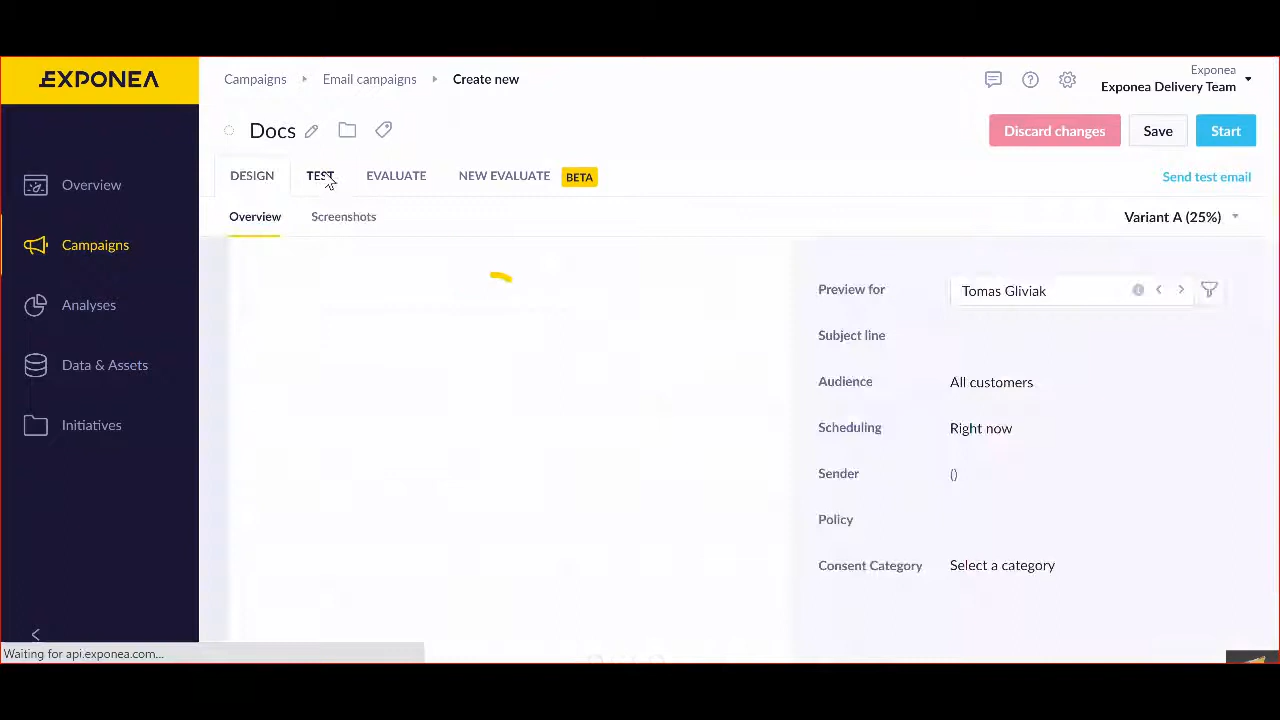 EXPONEA
Campaigns Email campaigns Create new
Exponea
Exponea Delivery Team
Docs
Discard changes Save Start
DESIGN TEST EVALUATE NEW EVALUATE BETA
Send test email
Overview Screenshots
Variant A (25%)
Overview
Campaigns
Analyses
Data & Assets
Initiatives
Preview for Tomas Gliviak
Subject line
Audience All customers
Scheduling Right now
Sender ()
Policy
Consent Category Select a category
Waiting for api.exponea.com...